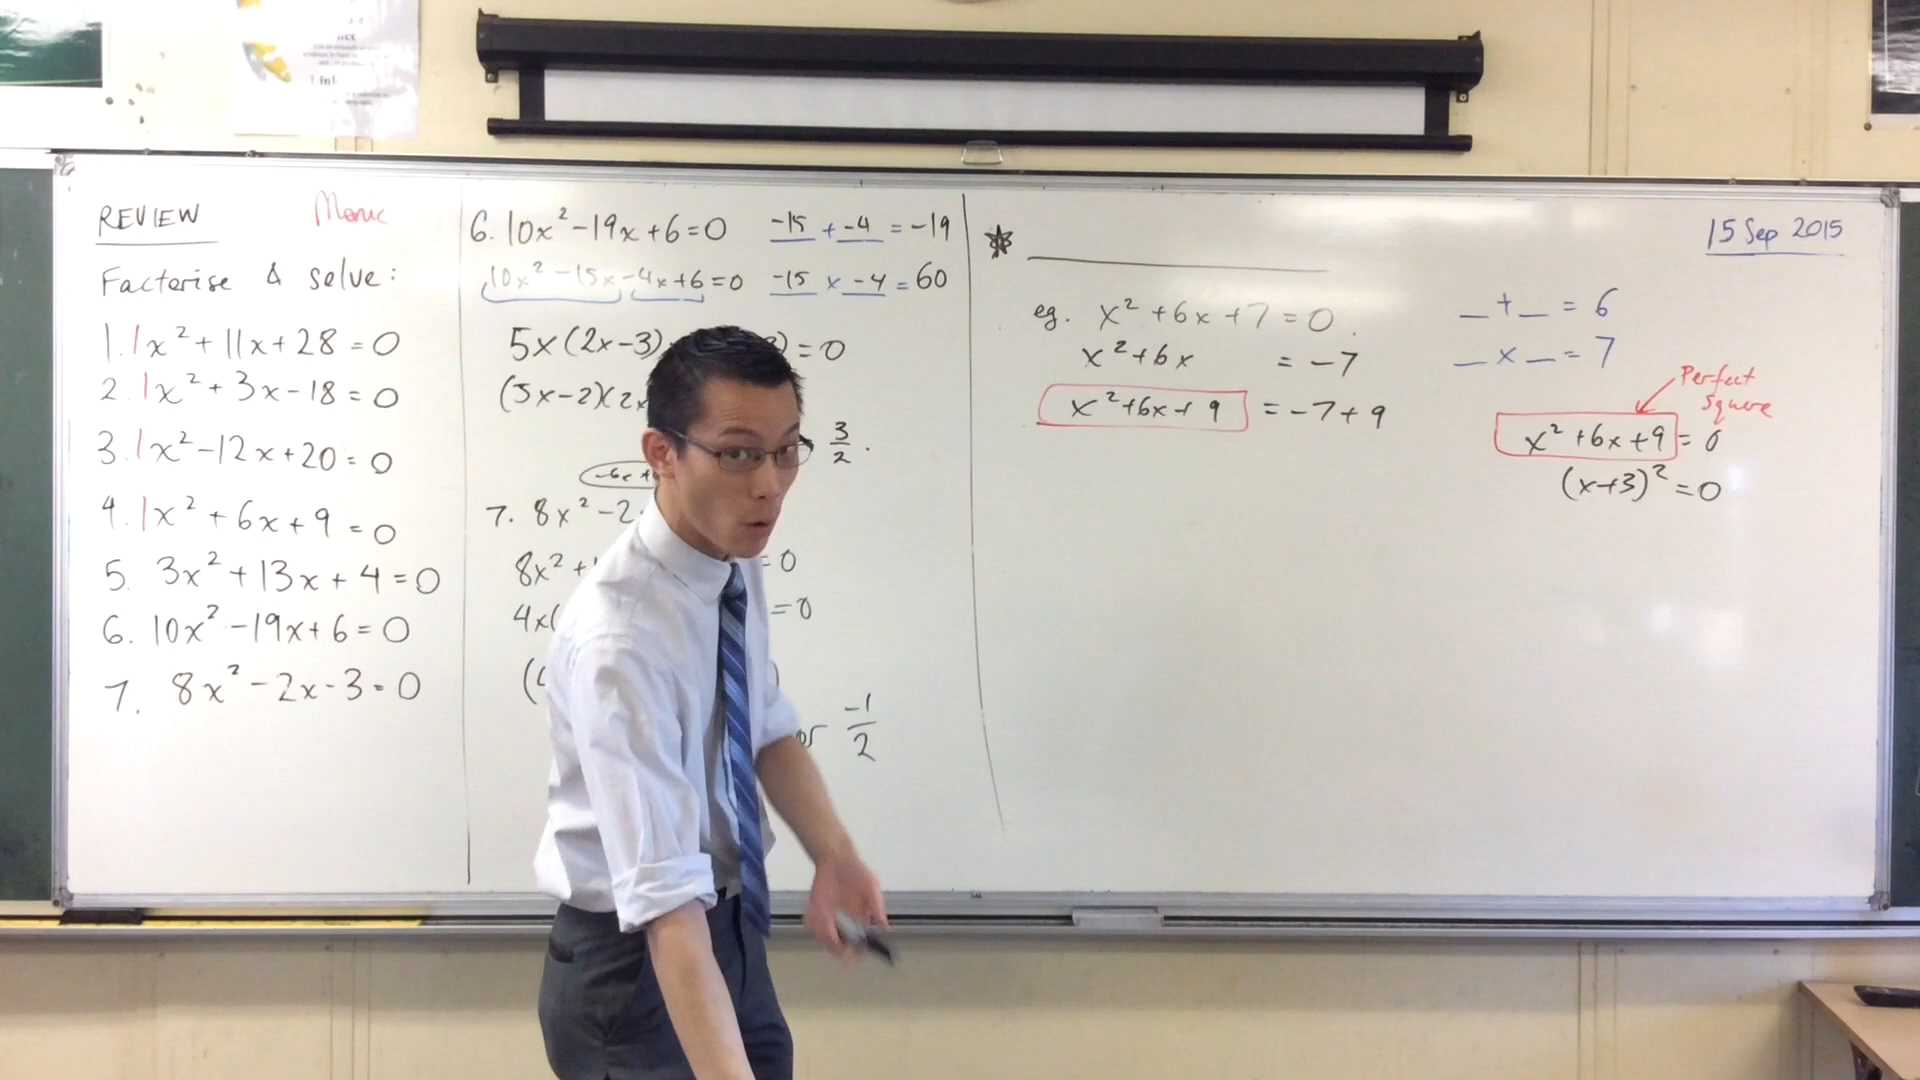 REVIEW
Factorise & solve:
1. 1x² + 11x + 28 = 0
2. 1x² + 3x - 18 = 0
3. 1x² - 12x + 20 = 0
4. 1x² + 6x + 9 = 0
5. 3x² + 13x + 4 = 0
6. 10x² - 19x + 6 = 0
7. 8x² - 2x - 3 = 0
6. 10x² - 19x + 6 = 0
-15 + -4 = -19
10x² - 15x - 4x + 6 = 0
-15 x -4 = 60
5x(2x-3) ) = 0
(5x-2)(2x
3/2.
7. 8x² - 2
8x² + = 0
4x( = 0
( )
or -1/2
15 Sep 2015
eg. x² + 6x + 7 = 0.
x² + 6x = -7
x² + 6x + 9 = -7 + 9
_ + _ = 6
_ x _ = 7
Perfect
Square
x² + 6x + 9 = 0
(x+3)² = 0